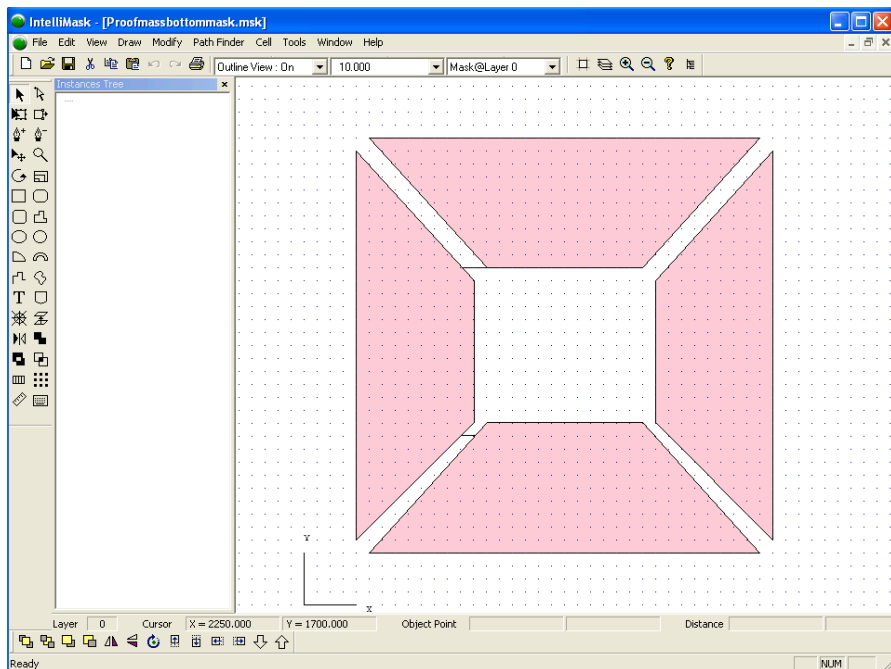 IntelliMask - [Proofmassbottommask.msk]
File Edit View Draw Modify Path Finder Cell Tools Window Help
Outline View : On 10.000 Mask@Layer 0
Instances Tree
T
Y
X
Layer 0 Cursor X = 2250.000 Y = 1700.000 Object Point Distance
Ready NUM